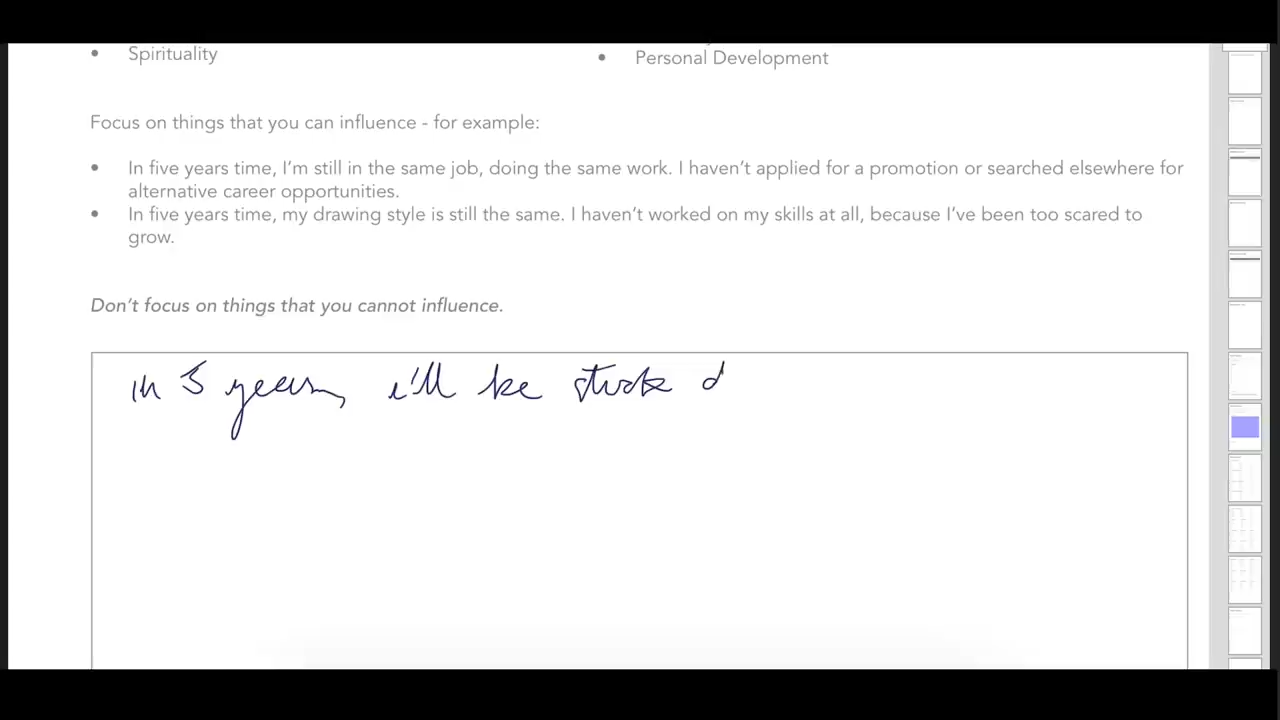 Spirituality
Personal Development
Focus on things that you can influence - for example:
In five years time, I'm still in the same job, doing the same work. I haven't applied for a promotion or searched elsewhere for
alternative career opportunities.
In five years time, my drawing style is still the same. I haven't worked on my skills at all, because I've been too scared to
grow.
Don't focus on things that you cannot influence.
in 5 years, i'll be stuck d